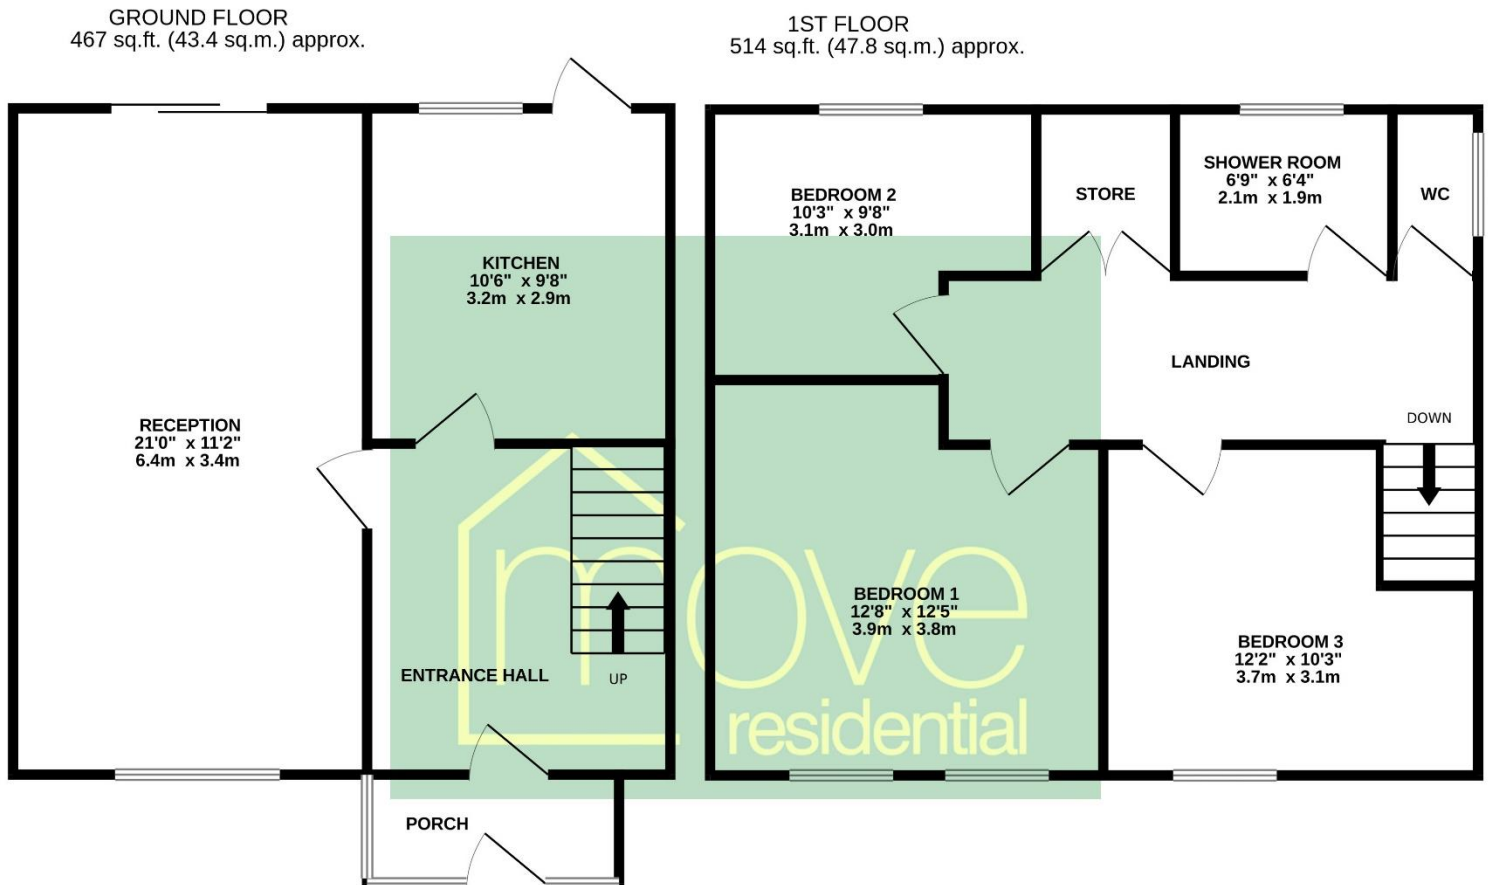 GROUND FLOOR
467 sq.ft. (43.4 sq.m.) approx.
1ST FLOOR
514 sq.ft. (47.8 sq.m.) approx.
RECEPTION
21'0" x 11'2"
6.4m x 3.4m
KITCHEN
10'6" x 9'8"
3.2m x 2.9m
ENTRANCE HALL
UP
PORCH
BEDROOM 2
10'3" x 9'8"
3.1m x 3.0m
STORE
SHOWER ROOM
6'9" x 6'4"
2.1m x 1.9m
WC
LANDING
DOWN
BEDROOM 1
12'8" x 12'5"
3.9m x 3.8m
BEDROOM 3
12'2" x 10'3"
3.7m x 3.1m
move
residential